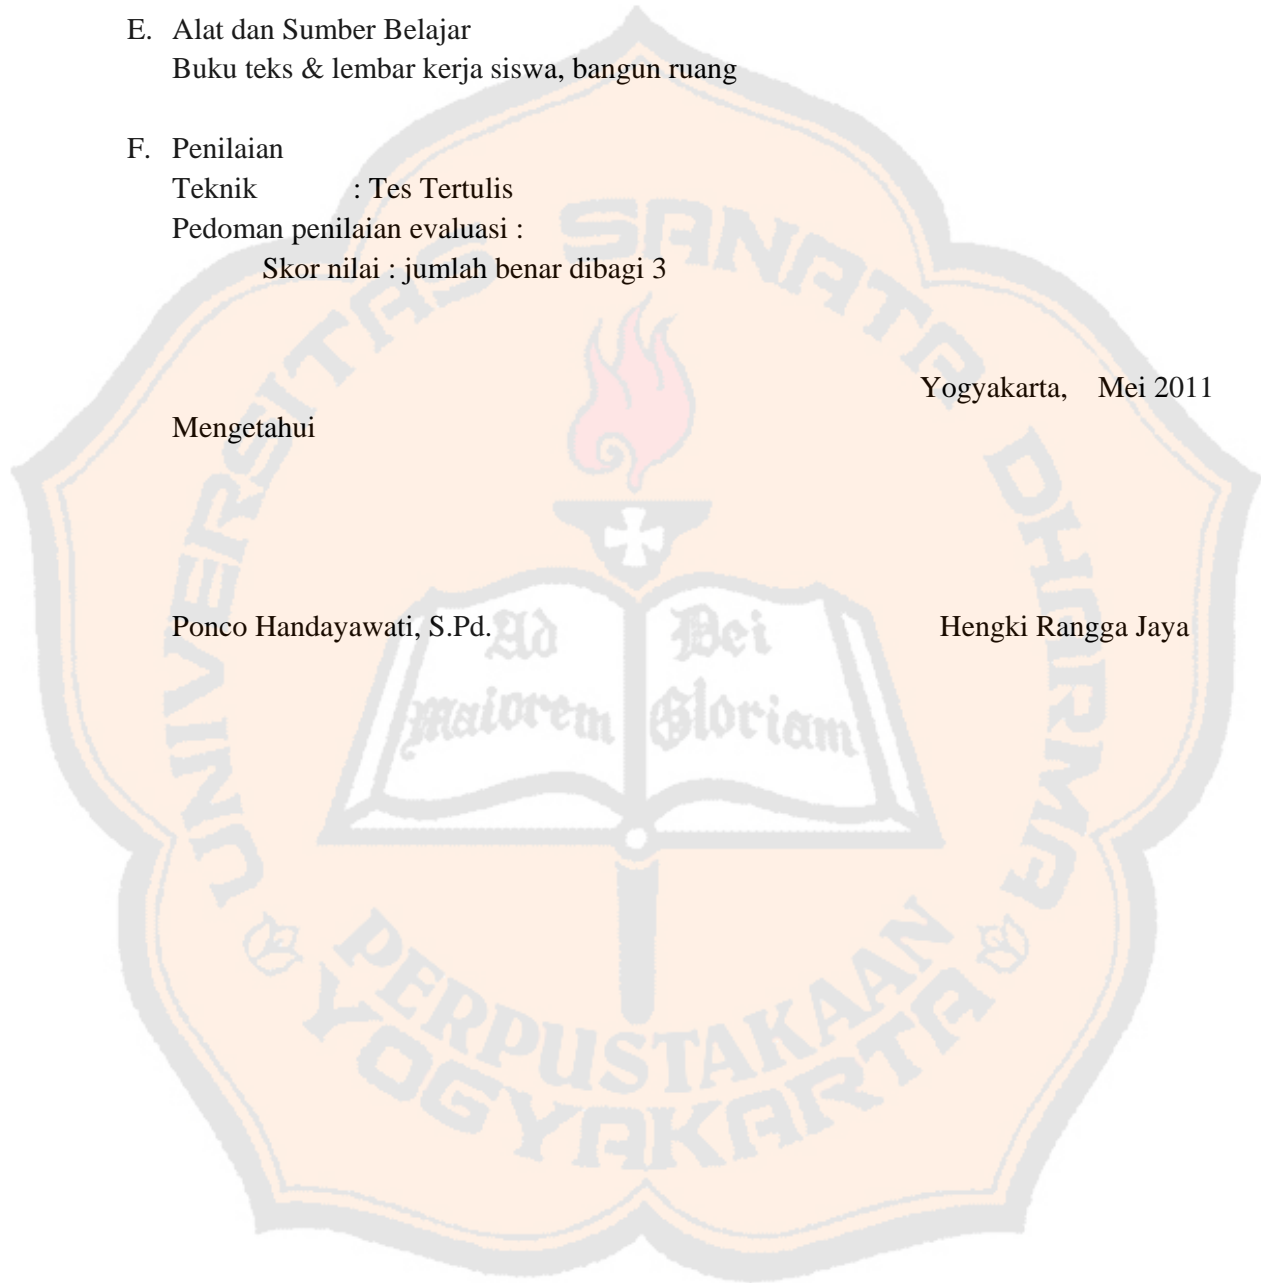 E. Alat dan Sumber Belajar
Buku teks & lembar kerja siswa, bangun ruang
F. Penilaian
Teknik : Tes Tertulis
Pedoman penilaian evaluasi :
Skor nilai : jumlah benar dibagi 3
Yogyakarta, Mei 2011
Mengetahui
Ponco Handayawati, S.Pd.
Hengki Rangga Jaya
UNIVERSITAS SANATA DHARMA
Ad
Maiorem
Dei
Gloriam
PERPUSTAKAAN
YOGYAKARTA